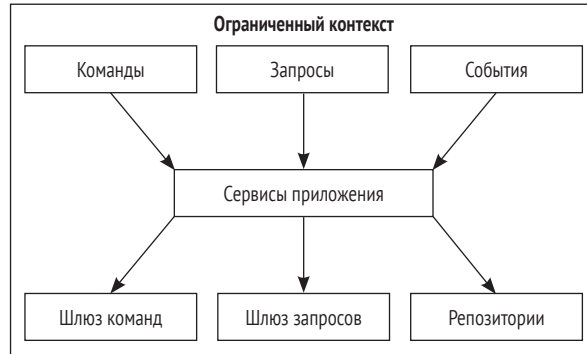 Ограниченный контекст
Команды
Запросы
События
Сервисы приложения
Шлюз команд
Шлюз запросов
Репозитории